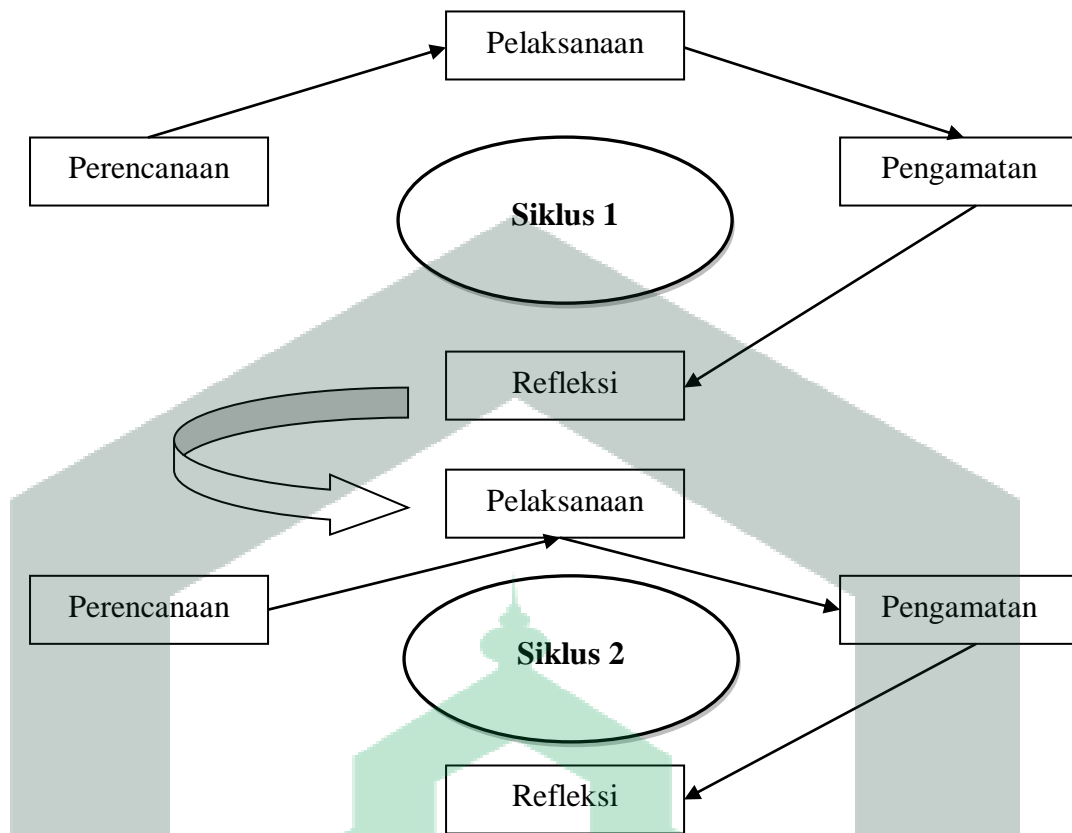 Pelaksanaan
Perencanaan
Pengamatan
Siklus 1
Refleksi
Pelaksanaan
Perencanaan
Pengamatan
Siklus 2
Refleksi